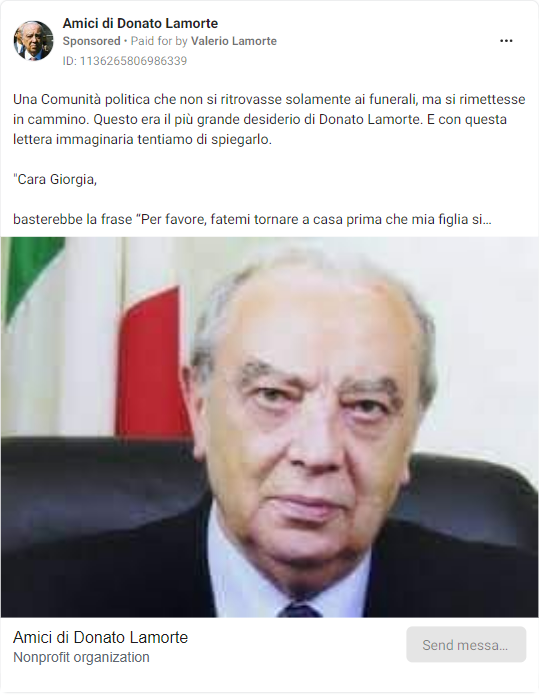 Amici di Donato Lamorte
Sponsored • Paid for by Valerio Lamorte
ID: 1136265806986339
Una Comunità politica che non si ritrovasse solamente ai funerali, ma si rimettesse
in cammino. Questo era il più grande desiderio di Donato Lamorte. E con questa
lettera immaginaria tentiamo di spiegarlo.
"Cara Giorgia,
basterebbe la frase “Per favore, fatemi tornare a casa prima che mia figlia si...
Amici di Donato Lamorte
Nonprofit organization
Send messa...